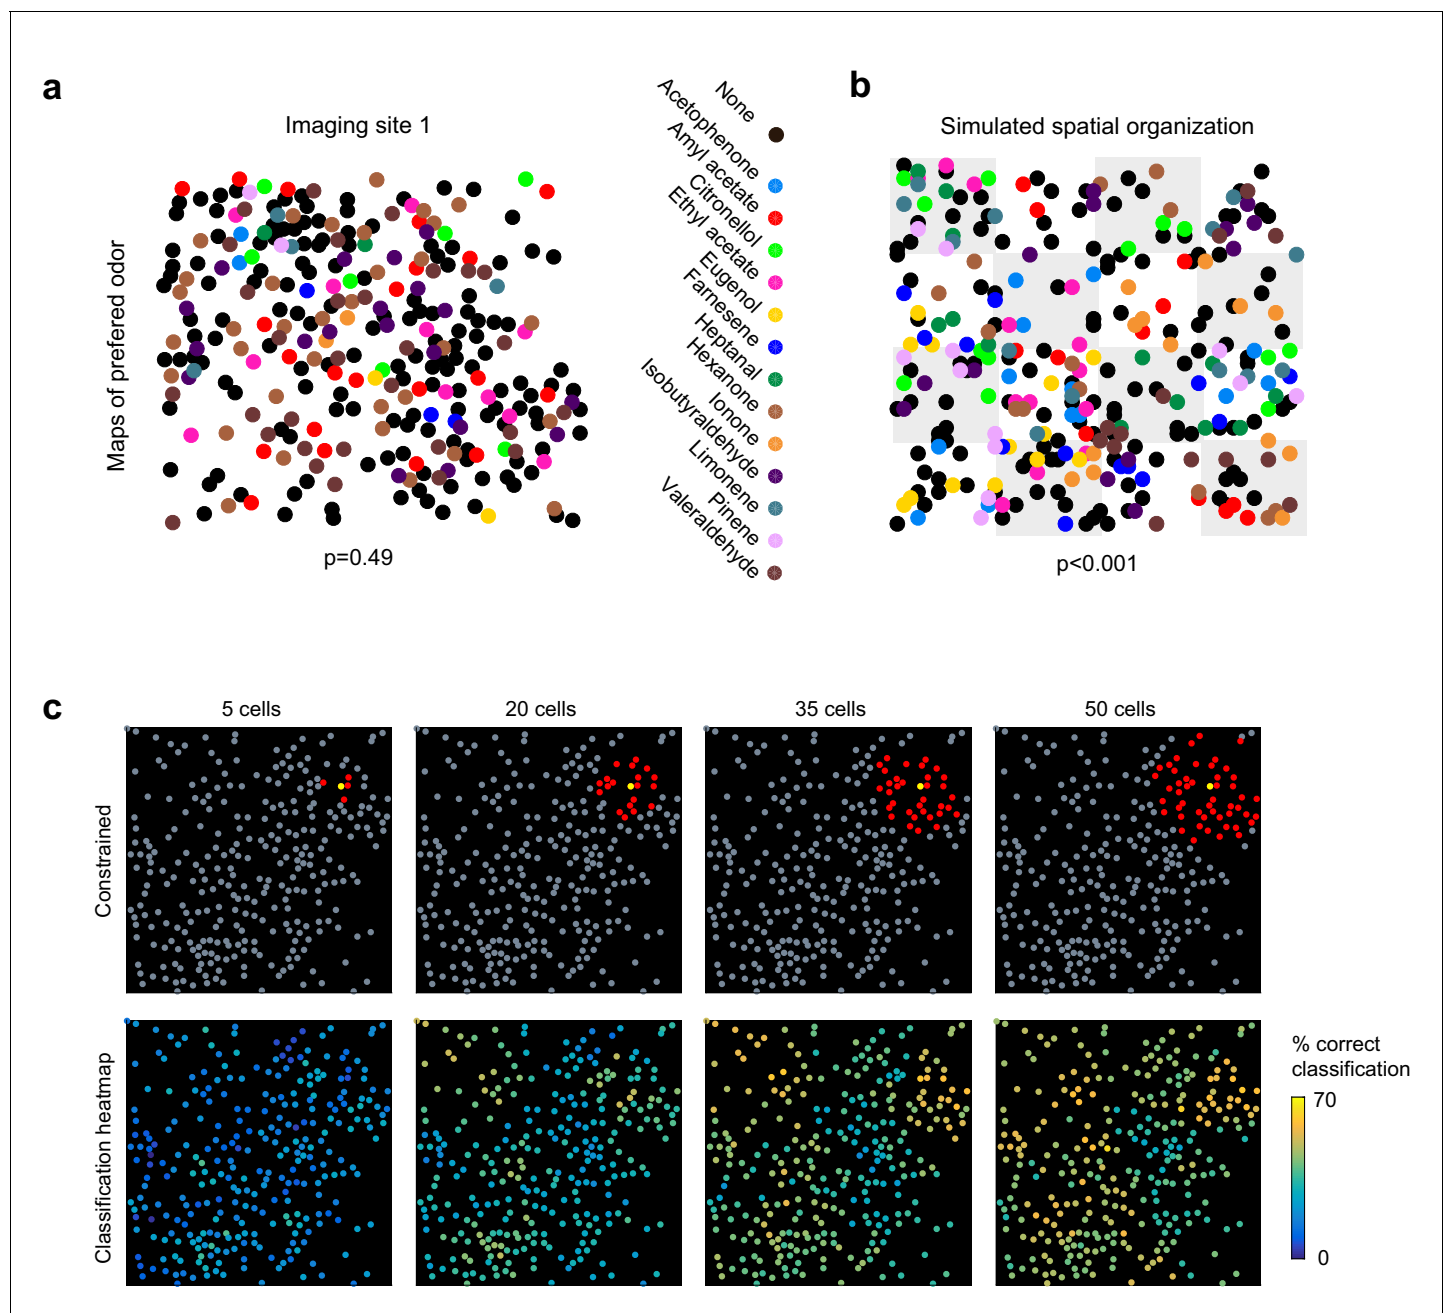 a
Imaging site 1
Maps of prefered odor
p=0.49
None
Acetophenone
Amyl acetate
Citronellol
Ethyl acetate
Eugenol
Farnesene
Heptanal
Hexanone
Ionone
Isobutyraldehyde
Limonene
Pinene
Valeraldehyde
b
Simulated spatial organization
p<0.001
c
5 cells
20 cells
35 cells
50 cells
Constrained
Classification heatmap
% correct
classification
70
0